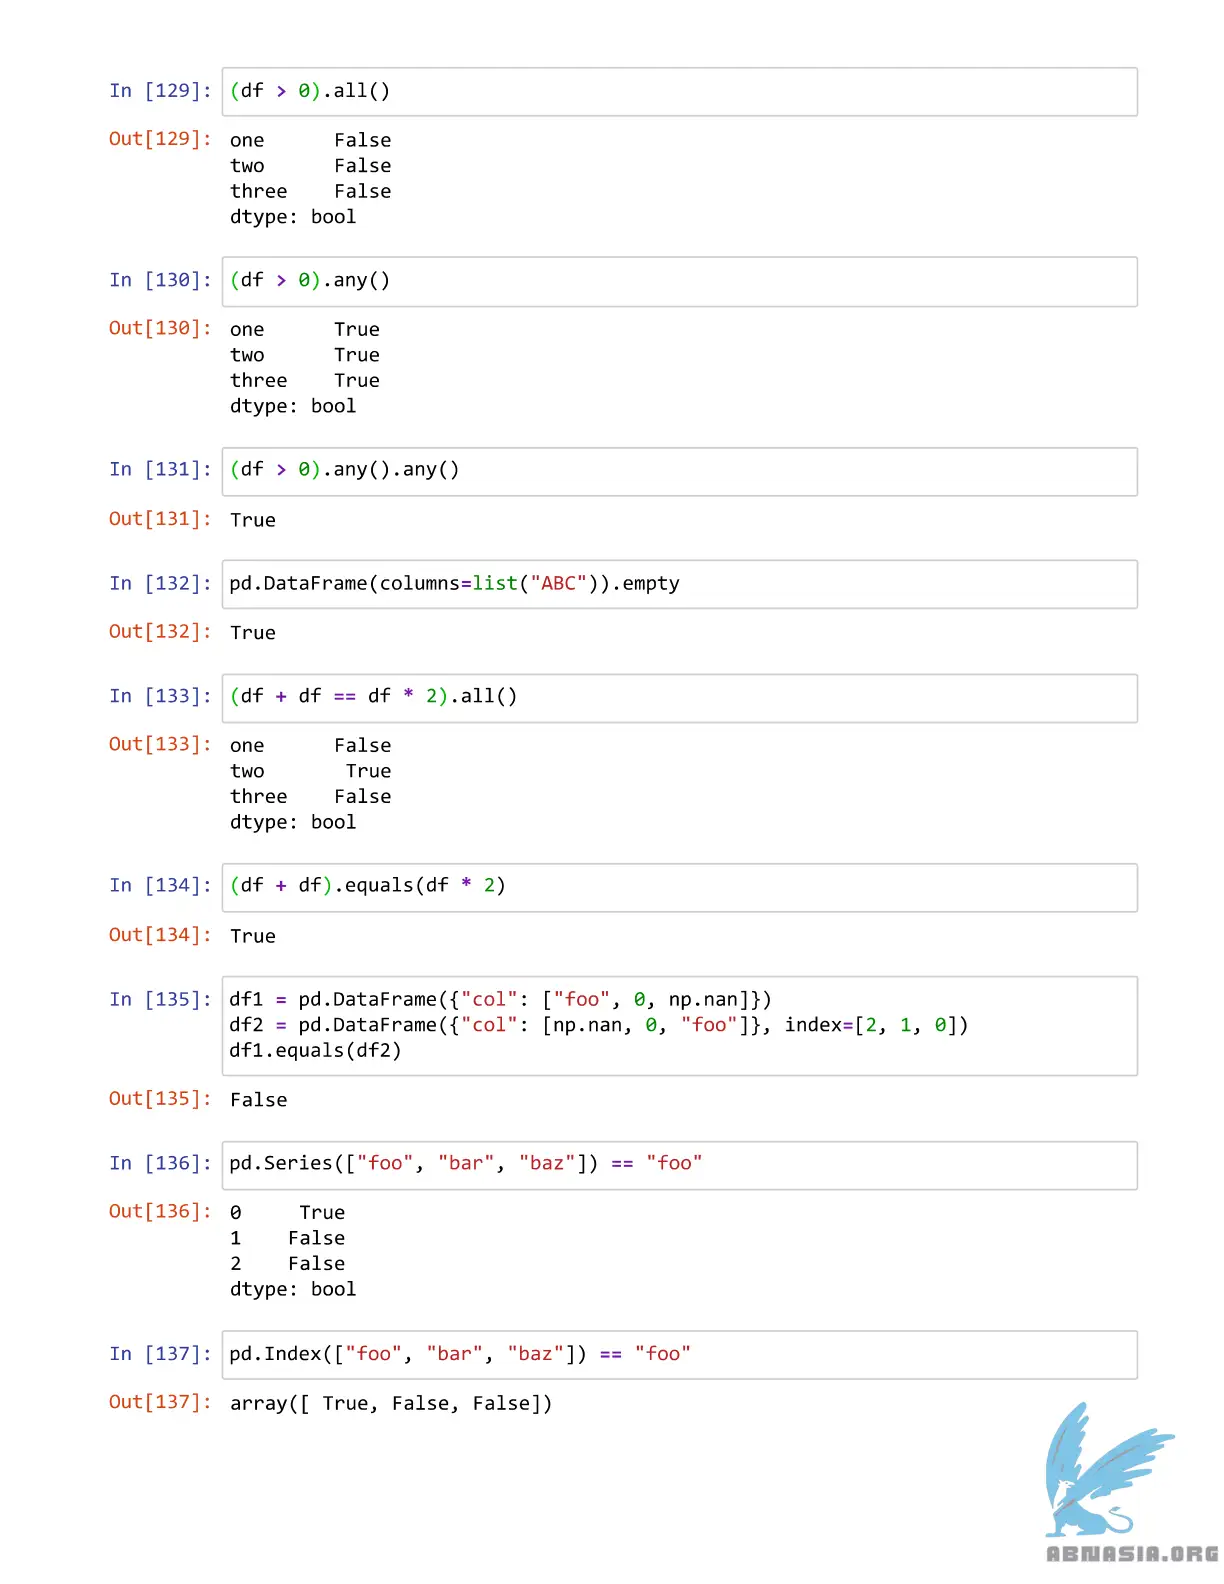 In [129]: (df > 0).all()
Out[129]: one      False
two      False
three    False
dtype: bool
In [130]: (df > 0).any()
Out[130]: one      True
two      True
three    True
dtype: bool
In [131]: (df > 0).any().any()
Out[131]: True
In [132]: pd.DataFrame(columns=list("ABC")).empty
Out[132]: True
In [133]: (df + df == df * 2).all()
Out[133]: one      False
two       True
three    False
dtype: bool
In [134]: (df + df).equals(df * 2)
Out[134]: True
In [135]: df1 = pd.DataFrame({"col": ["foo", 0, np.nan]})
df2 = pd.DataFrame({"col": [np.nan, 0, "foo"]}, index=[2, 1, 0])
df1.equals(df2)
Out[135]: False
In [136]: pd.Series(["foo", "bar", "baz"]) == "foo"
Out[136]: 0     True
1    False
2    False
dtype: bool
In [137]: pd.Index(["foo", "bar", "baz"]) == "foo"
Out[137]: array([ True, False, False])
ABNASIA.ORG